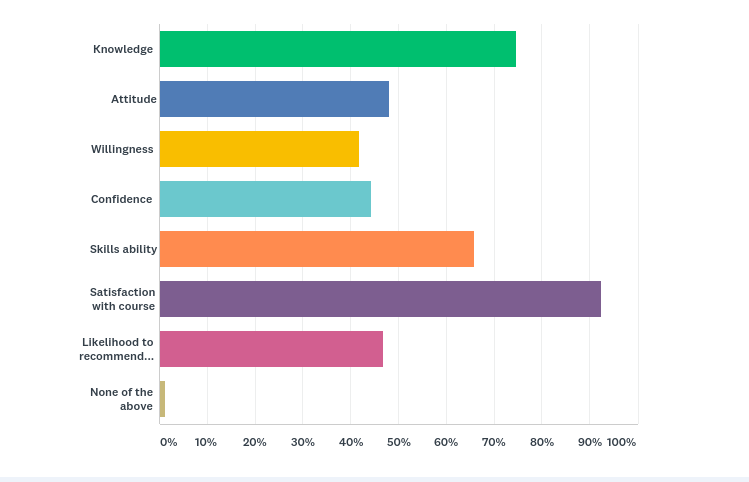 Knowledge
Attitude
Willingness
Confidence
Skills ability
Satisfaction
with course
Likelihood to
recommend...
None of the
above
0% 10% 20% 30% 40% 50% 60% 70% 80% 90% 100%